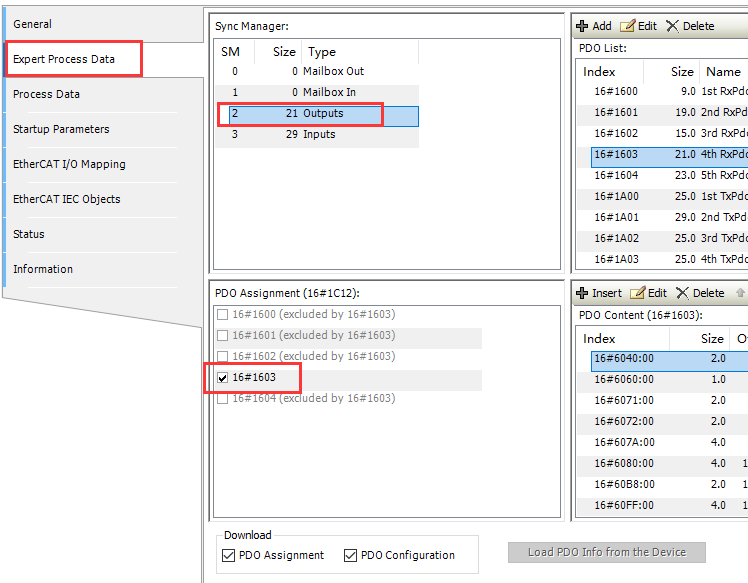 General
Expert Process Data
Process Data
Startup Parameters
EtherCAT I/O Mapping
EtherCAT IEC Objects
Status
Information
Sync Manager:
SM Size Type
0 0 Mailbox Out
1 0 Mailbox In
2 21 Outputs
3 29 Inputs
Add Edit Delete
PDO List:
Index Size Name
16#1600 9.0 1st RxPdo
16#1601 19.0 2nd RxPd
16#1602 15.0 3rd RxPdo
16#1603 21.0 4th RxPdo
16#1604 23.0 5th RxPdo
16#1A00 25.0 1st TxPdo
16#1A01 29.0 2nd TxPdo
16#1A02 25.0 3rd TxPdo
16#1A03 25.0 4th TxPdo
PDO Assignment (16#1C12):
16#1600 (excluded by 16#1603)
16#1601 (excluded by 16#1603)
16#1602 (excluded by 16#1603)
16#1603
16#1604 (excluded by 16#1603)
Insert Edit Delete
PDO Content (16#1603):
Index Size O
16#6040:00 2.0
16#6060:00 1.0
16#6071:00 2.0
16#6072:00 2.0
16#607A:00 4.0
16#6080:00 4.0 1
16#60B8:00 2.0 1
16#60FF:00 4.0 1
Download
PDO Assignment PDO Configuration
Load PDO Info from the Device